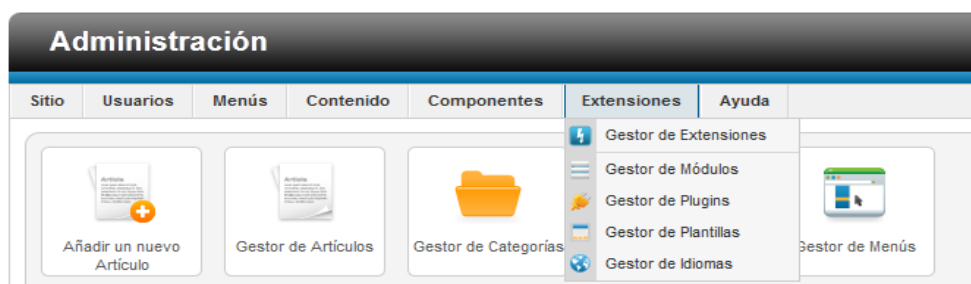 Administración
Sitio Usuarios Menús Contenido Componentes Extensiones Ayuda
Gestor de Extensiones
Gestor de Módulos
Gestor de Plugins
Gestor de Plantillas
Gestor de Idiomas
Añadir un nuevo
Artículo
Gestor de Artículos
Gestor de Categorías
Gestor de Menús